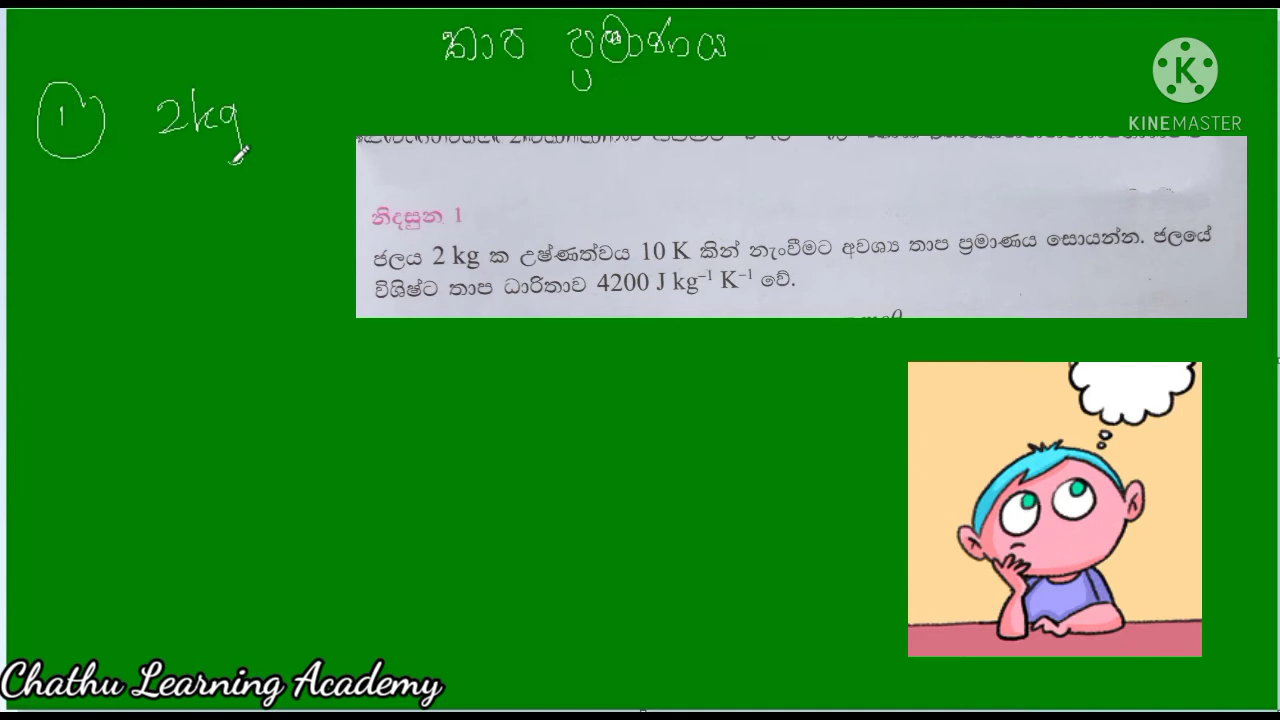 තාප ප්‍රමාණය
K
KINEMASTER
1 2kg
නිදසුන 1
ජලය 2 kg ක උෂ්ණත්වය 10 K කින් නැංවීමට අවශ්‍ය තාප ප්‍රමාණය සොයන්න. ජලයේ
විශිෂ්ට තාප ධාරිතාව 4200 J kg⁻¹ K⁻¹ වේ.
Chathu Learning Academy